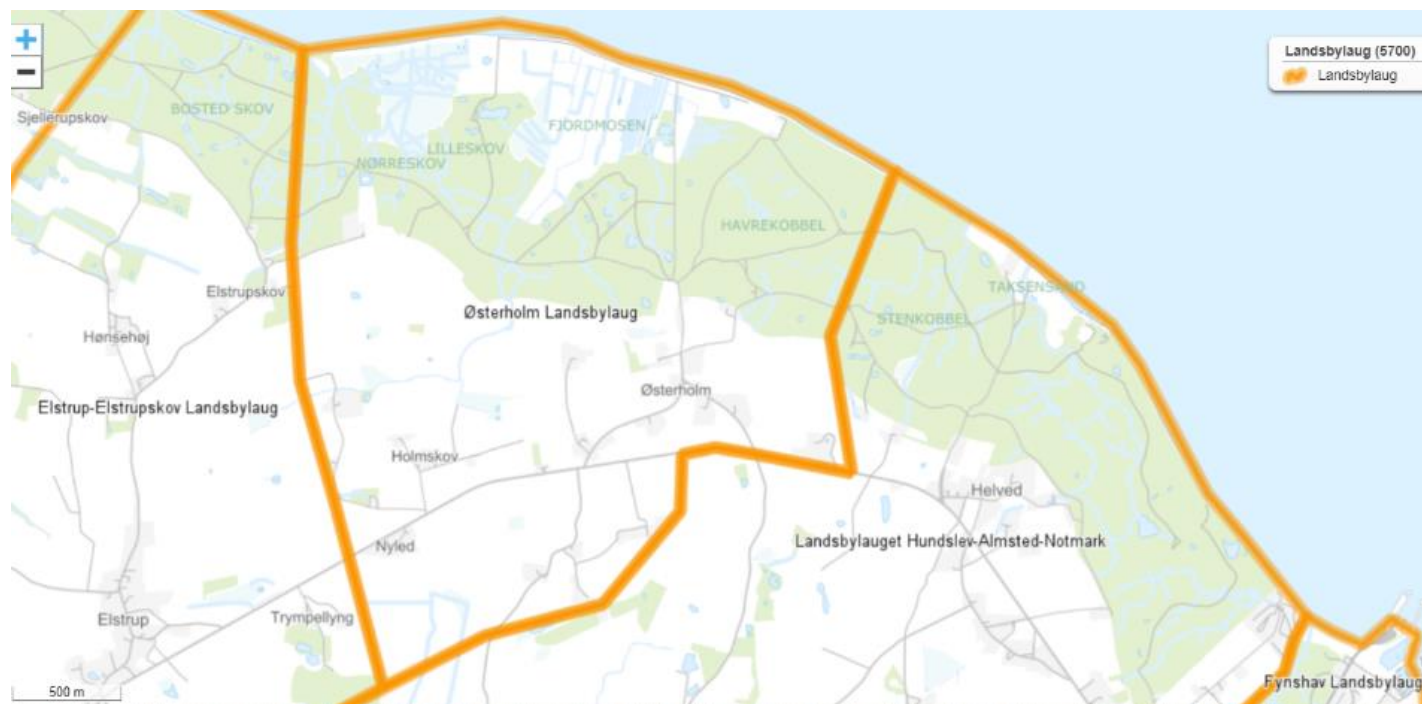 +
−
Landsbylaug (5700)
Landsbylaug
Sjellerupskov
BOSTED SKOV
LILLESKOV
FJORDMOSEN
NØRRESKOV
HAVREKOBBEL
TAKSENSAND
STENKOBBEL
Elstrupskov
Østerholm Landsbylaug
Hønsehøj
Østerholm
Elstrup-Elstrupskov Landsbylaug
Holmskov
Helved
Landsbylauget Hundslev-Almsted-Notmark
Nyled
Elstrup
Trympellyng
500 m
Fynshav Landsbylaug